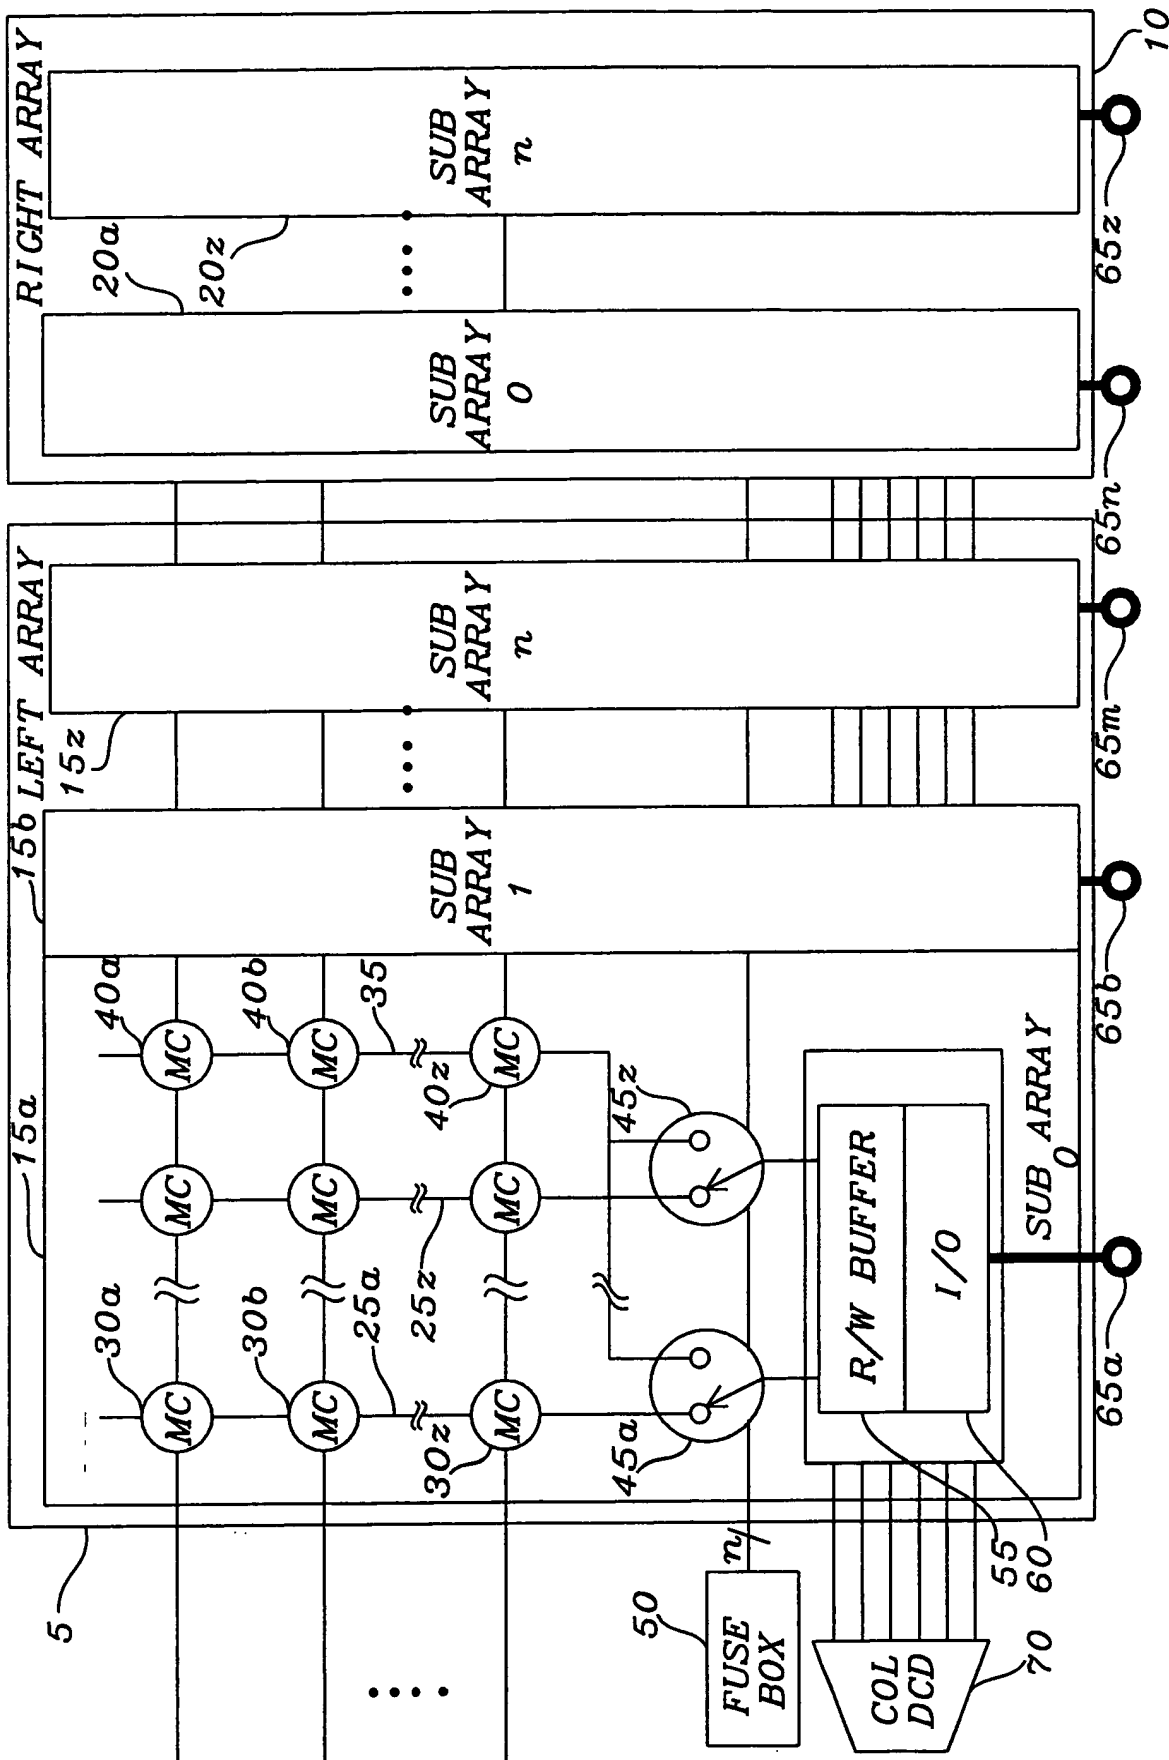 LEFT ARRAY
RIGHT ARRAY
5
15a
15b
15z
20a
20z
10
30a
40a
MC
MC
MC
30b
40b
MC
MC
MC
25a
25z
35
MC
MC
MC
30z
40z
SUB
ARRAY
1
SUB
ARRAY
n
SUB
ARRAY
0
SUB
ARRAY
n
45a
45z
50
FUSE
BOX
n
COL
DCD
70
R/W BUFFER
I/O
55
60
SUB ARRAY
0
65a
65b
65m
65n
65z